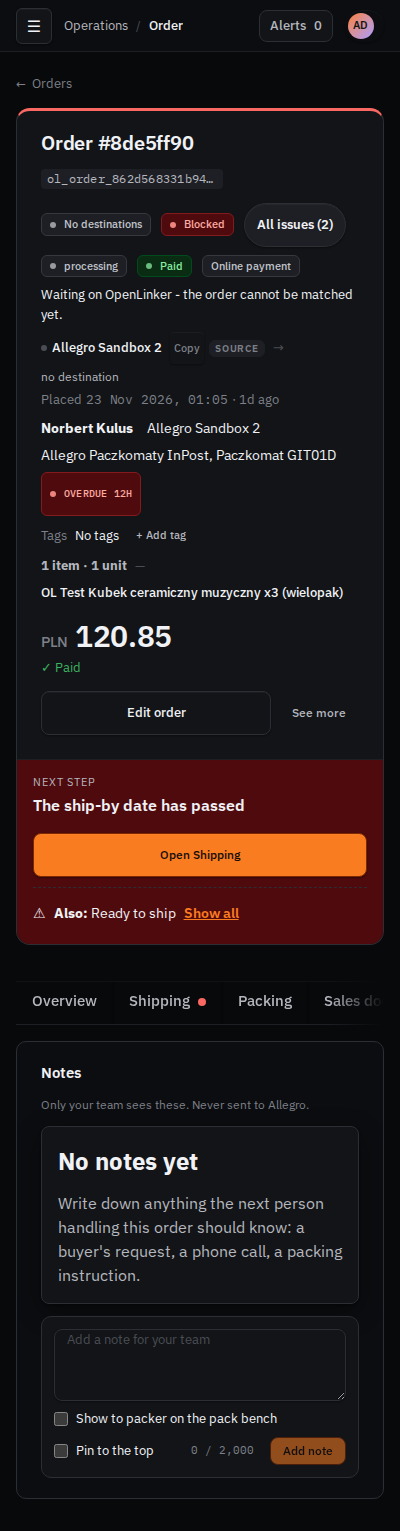 ☰ Operations / Order Alerts 0 AD
← Orders
Order #8de5ff90
ol_order_862d568331b94…
No destinations Blocked All issues (2)
processing Paid Online payment
Waiting on OpenLinker - the order cannot be matched
yet.
Allegro Sandbox 2 Copy SOURCE →
no destination
Placed 23 Nov 2026, 01:05 · 1d ago
Norbert Kulus Allegro Sandbox 2
Allegro Paczkomaty InPost, Paczkomat GIT01D
OVERDUE 12H
Tags No tags + Add tag
1 item · 1 unit —
OL Test Kubek ceramiczny muzyczny x3 (wielopak)
PLN 120.85
✓ Paid
Edit order See more
NEXT STEP
The ship-by date has passed
Open Shipping
⚠ Also: Ready to ship Show all
Overview Shipping Packing Sales do
Notes
Only your team sees these. Never sent to Allegro.
No notes yet
Write down anything the next person
handling this order should know: a
buyer's request, a phone call, a packing
instruction.
Add a note for your team
Show to packer on the pack bench
Pin to the top 0 / 2,000 Add note